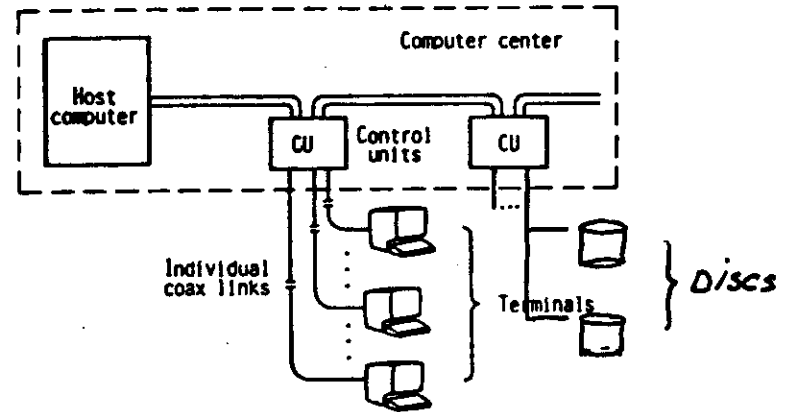 Computer center
Host
computer
CU
Control
units
CU
...
Individual
coax links
Terminals
Discs